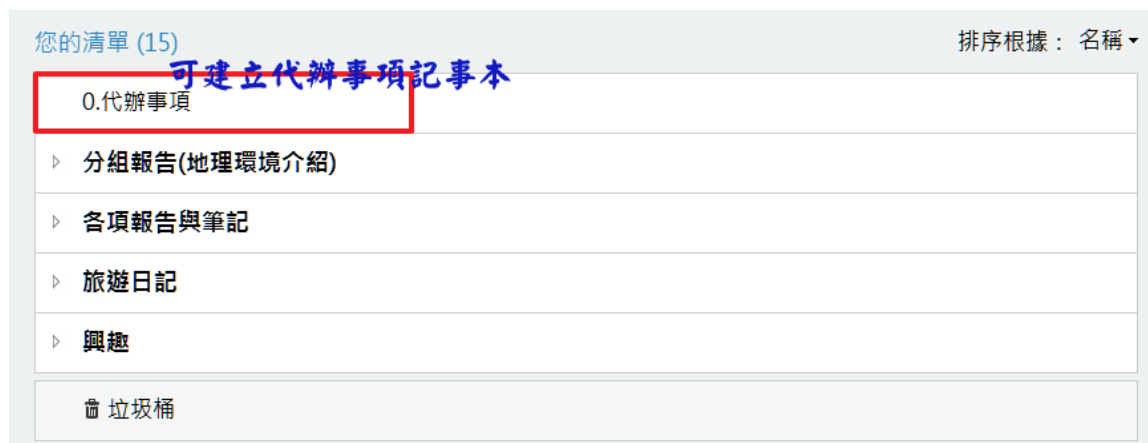 您的清單 (15)
排序根據： 名稱
可建立代辦事項記事本
0.代辦事項
分組報告(地理環境介紹)
各項報告與筆記
旅遊日記
興趣
垃圾桶